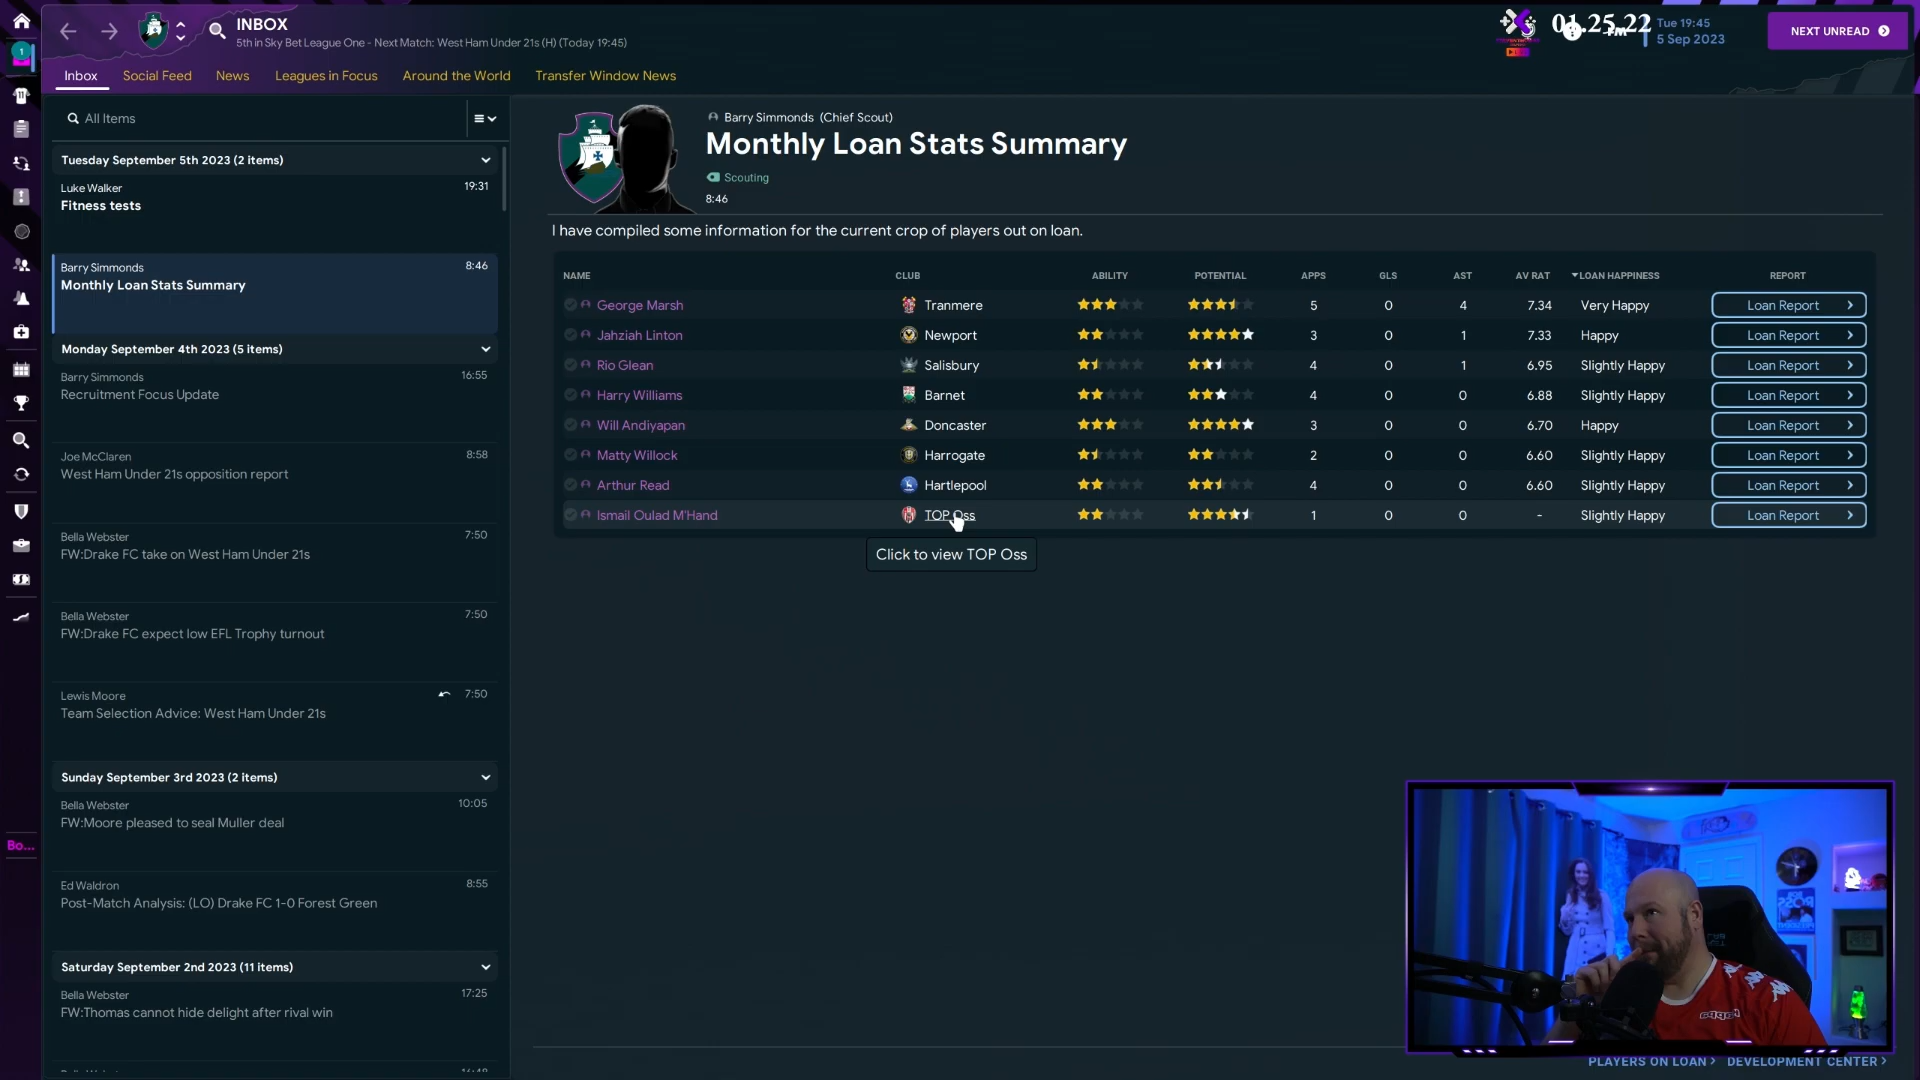 INBOX
5th in Sky Bet League One - Next Match: West Ham Under 21s (H) (Today 19:45)
01.25.22
FM
Tue 19:45
5 Sep 2023
NEXT UNREAD
1
Inbox Social Feed News Leagues in Focus Around the World Transfer Window News
All Items
Tuesday September 5th 2023 (2 items)
Luke Walker 19:31
Fitness tests
Barry Simmonds 8:46
Monthly Loan Stats Summary
Monday September 4th 2023 (5 items)
Barry Simmonds 16:55
Recruitment Focus Update
Joe McClaren 8:58
West Ham Under 21s opposition report
Bella Webster 7:50
FW:Drake FC take on West Ham Under 21s
Bella Webster 7:50
FW:Drake FC expect low EFL Trophy turnout
Lewis Moore 7:50
Team Selection Advice: West Ham Under 21s
Sunday September 3rd 2023 (2 items)
Bella Webster 10:05
FW:Moore pleased to seal Muller deal
Ed Waldron 8:55
Post-Match Analysis: (LO) Drake FC 1-0 Forest Green
Saturday September 2nd 2023 (11 items)
Bella Webster 17:25
FW:Thomas cannot hide delight after rival win
Bo...
Barry Simmonds (Chief Scout)
Monthly Loan Stats Summary
Scouting
8:46
I have compiled some information for the current crop of players out on loan.
NAME CLUB ABILITY POTENTIAL APPS GLS AST AV RAT LOAN HAPPINESS REPORT
George Marsh Tranmere 5 0 4 7.34 Very Happy Loan Report
Jahziah Linton Newport 3 0 1 7.33 Happy Loan Report
Rio Glean Salisbury 4 0 1 6.95 Slightly Happy Loan Report
Harry Williams Barnet 4 0 0 6.88 Slightly Happy Loan Report
Will Andiyapan Doncaster 3 0 0 6.70 Happy Loan Report
Matty Willock Harrogate 2 0 0 6.60 Slightly Happy Loan Report
Arthur Read Hartlepool 4 0 0 6.60 Slightly Happy Loan Report
Ismail Oulad M'Hand TOP Oss 1 0 0 - Slightly Happy Loan Report
Click to view TOP Oss
PLAYERS ON LOAN DEVELOPMENT CENTER